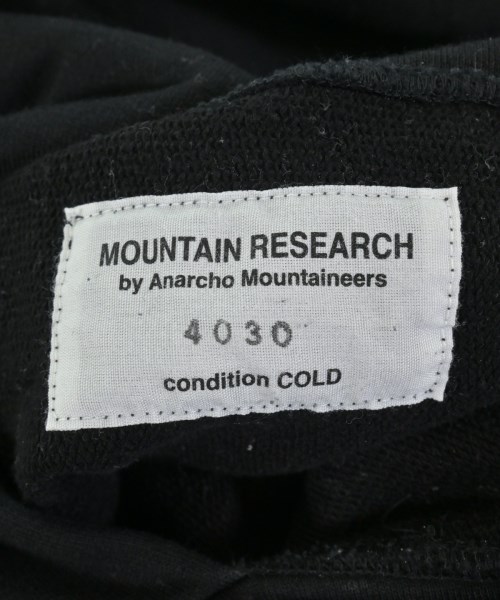 MOUNTAIN RESEARCH
by Anarcho Mountaineers
4030
condition COLD